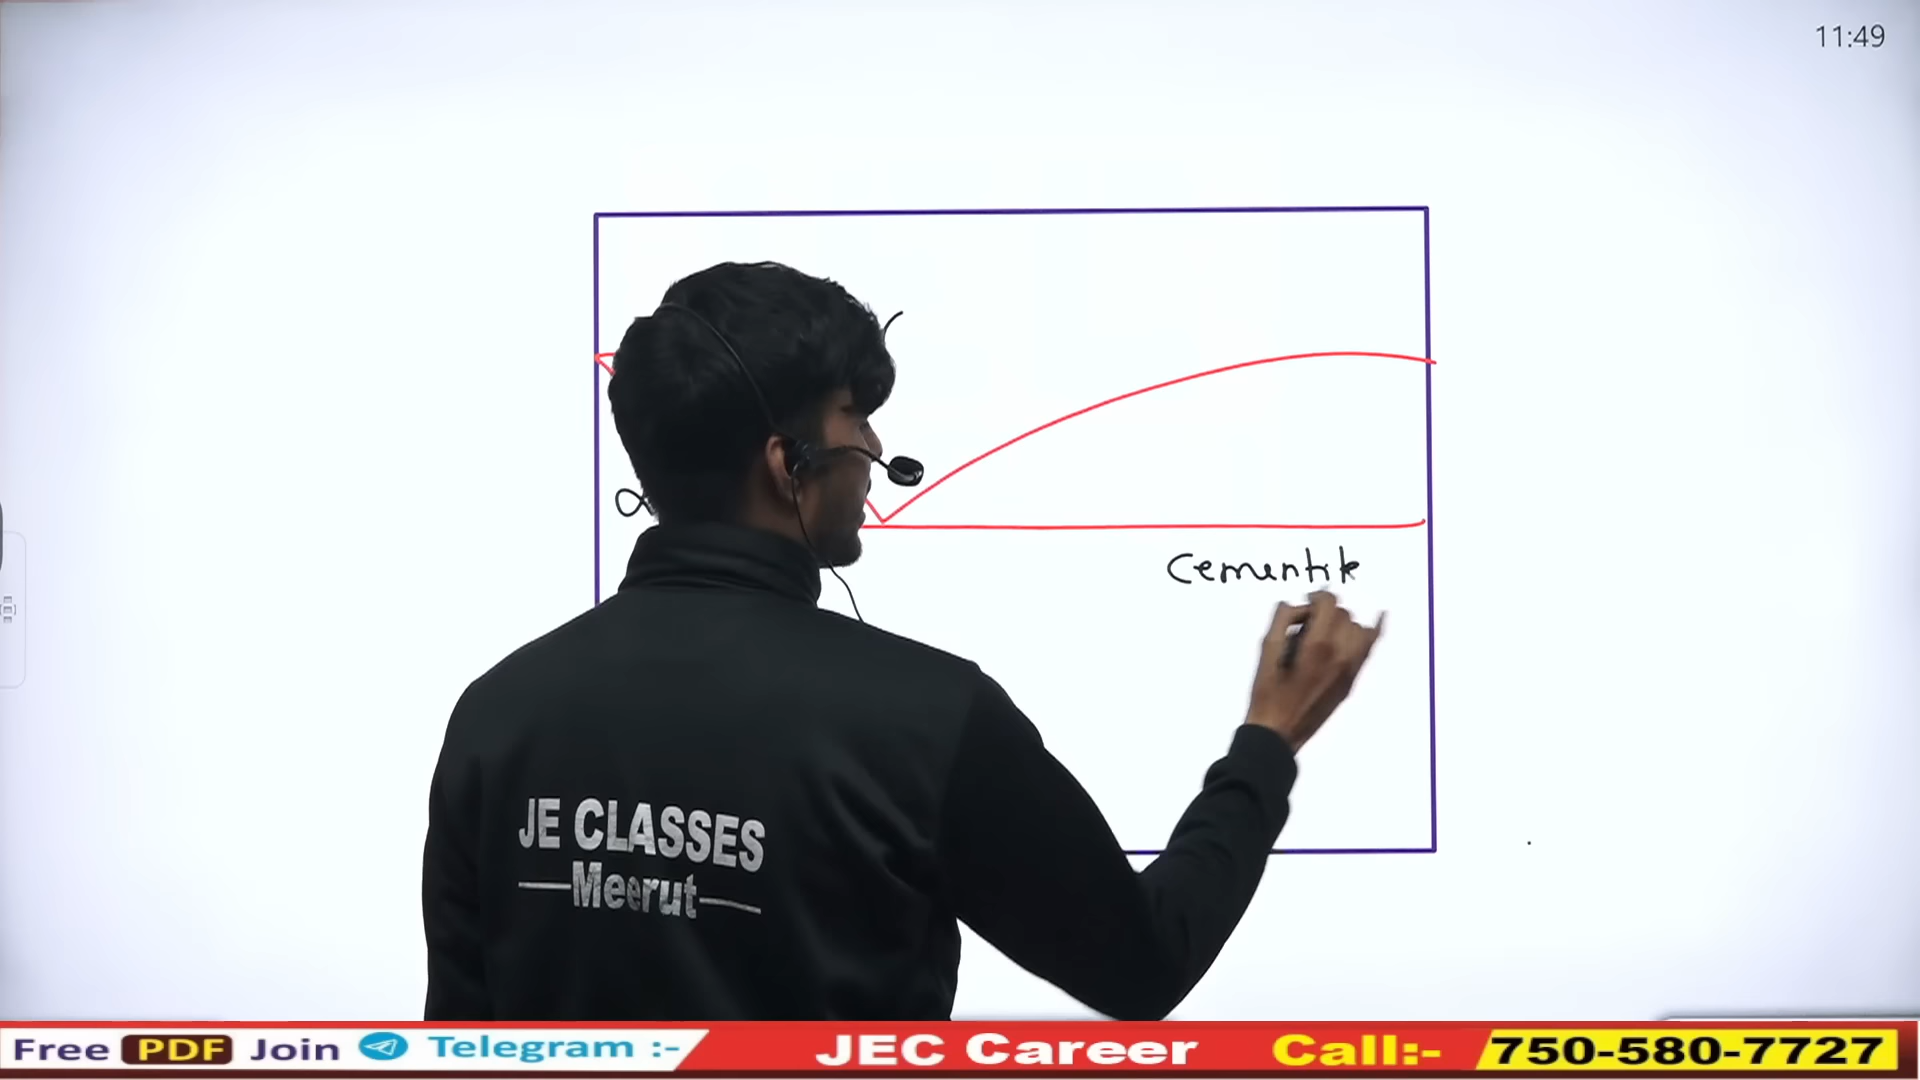 11:49
α
Cementite
JE CLASSES
Meerut
Free PDF Join Telegram :- JEC Career Call:- 750-580-7727